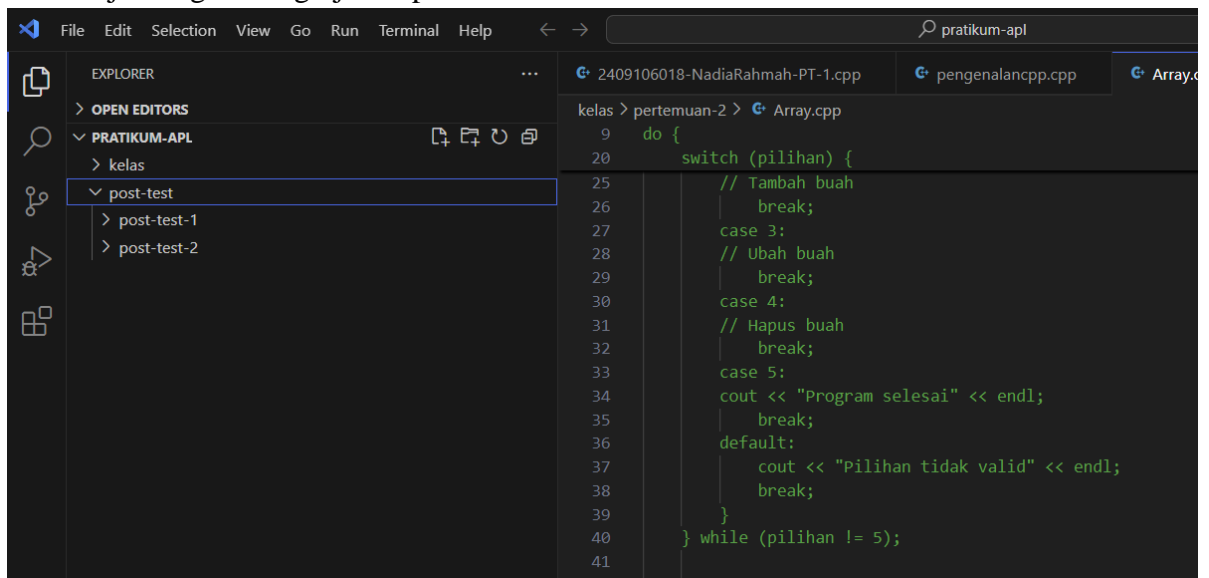 File Edit Selection View Go Run Terminal Help
pratikum-apl
EXPLORER
OPEN EDITORS
PRATIKUM-APL
kelas
post-test
post-test-1
post-test-2
2409106018-NadiaRahmah-PT-1.cpp pengenalancpp.cpp Array.c
kelas > pertemuan-2 > Array.cpp
9 do {
20 switch (pilihan) {
25 // Tambah buah
26 break;
27 case 3:
28 // Ubah buah
29 break;
30 case 4:
31 // Hapus buah
32 break;
33 case 5:
34 cout << "Program selesai" << endl;
35 break;
36 default:
37 cout << "Pilihan tidak valid" << endl;
38 break;
39 }
40 } while (pilihan != 5);
41